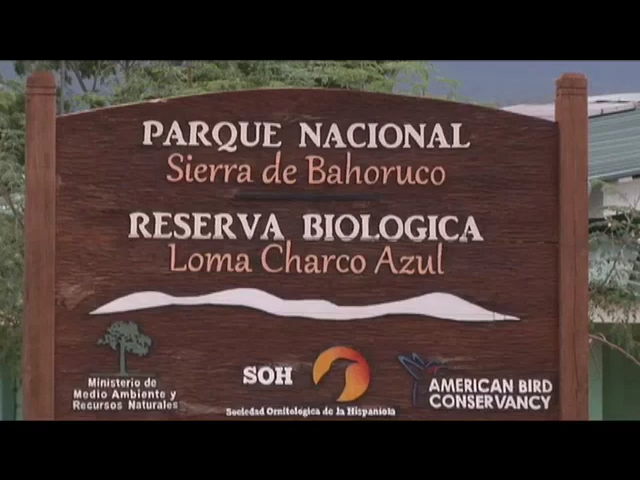 PARQUE NACIONAL
Sierra de Bahoruco
RESERVA BIOLOGICA
Loma Charco Azul
Ministerio de
Medio Ambiente y
Recursos Naturales
SOH
Sociedad Ornitologica de la Hispaniola
AMERICAN BIRD
CONSERVANCY